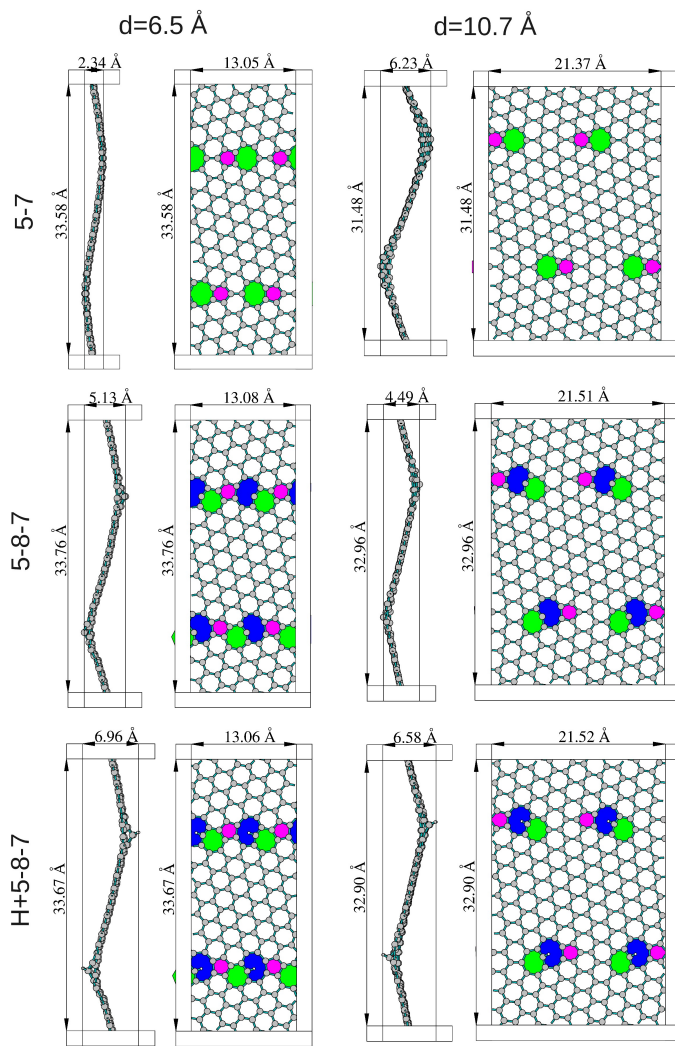 d=6.5 Å
d=10.7 Å
5-7
2.34 Å
13.05 Å
6.23 Å
21.37 Å
33.58 Å
33.58 Å
31.48 Å
31.48 Å
5-8-7
5.13 Å
13.08 Å
4.49 Å
21.51 Å
33.76 Å
33.76 Å
32.96 Å
32.96 Å
H+5-8-7
6.96 Å
13.06 Å
6.58 Å
21.52 Å
33.67 Å
33.67 Å
32.90 Å
32.90 Å